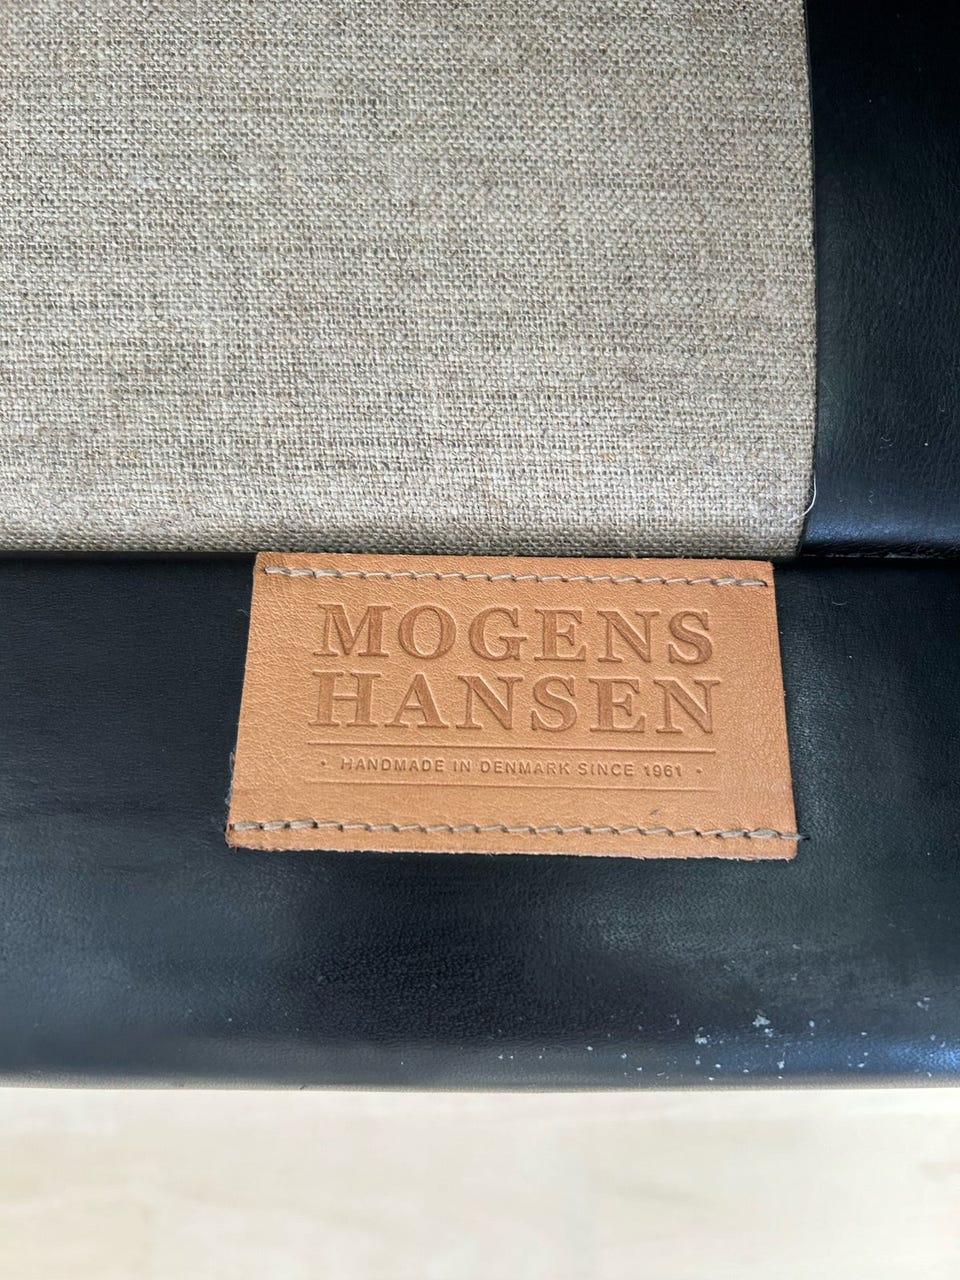 MOGENS
HANSEN
· HANDMADE IN DENMARK SINCE 1961 ·